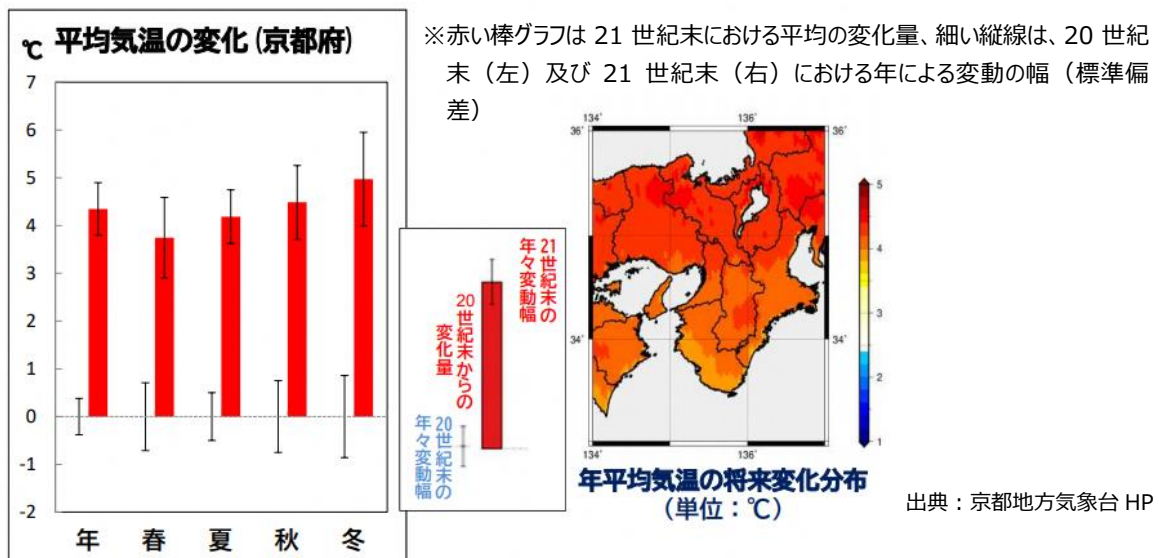 ℃ 平均気温の変化 (京都府)
7
6
5
4
3
2
1
0
-1
-2
年 春 夏 秋 冬
※赤い棒グラフは 21 世紀末における平均の変化量、細い縦線は、20 世紀
末（左）及び 21 世紀末（右）における年による変動の幅（標準偏
差）
21世紀末の
年々変動幅
20世紀末からの
変化量
20世紀末の
年々変動幅
134° 136°
36° 36°
34° 34°
136°
5
4
3
2
1
年平均気温の将来変化分布
（単位：℃）
出典：京都地方気象台 HP